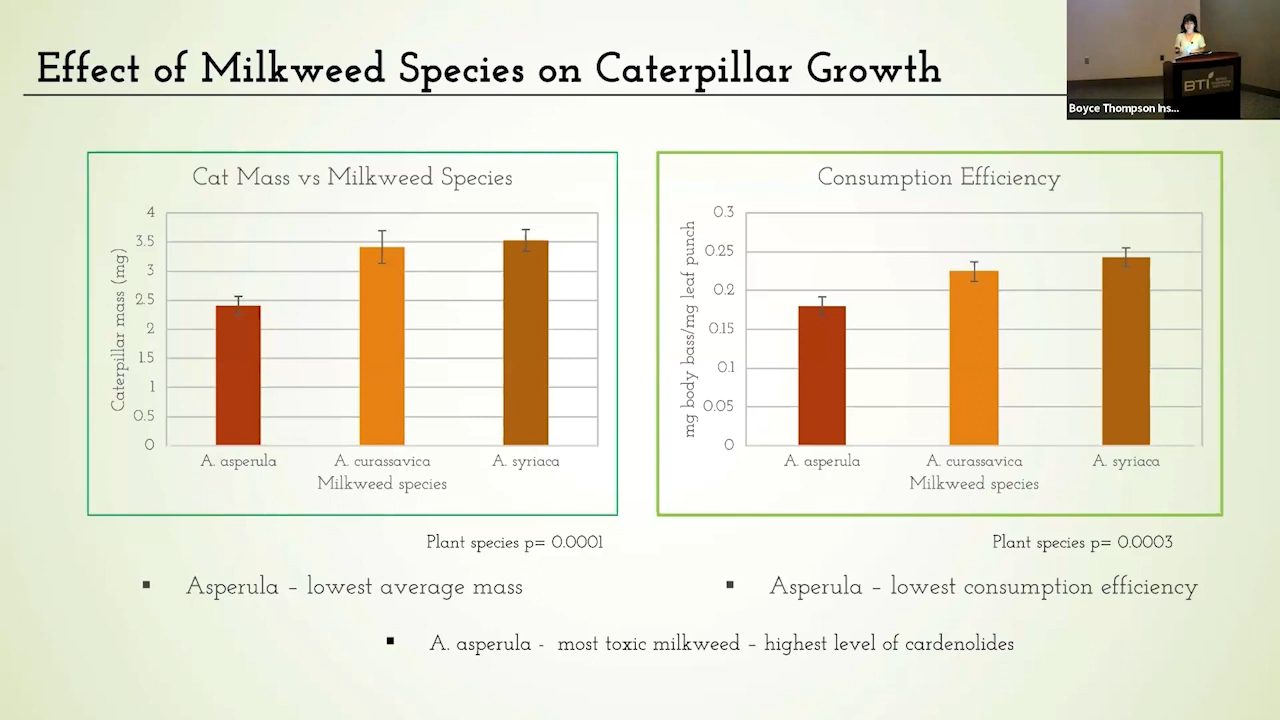 Effect of Milkweed Species on Caterpillar Growth
BTI
Boyce Thompson Ins...
Cat Mass vs Milkweed Species
Caterpillar mass (mg)
4
3.5
3
2.5
2
1.5
1
0.5
0
A. asperula A. curassavica A. syriaca
Milkweed species
Plant species p= 0.0001
Consumption Efficiency
mg body bass/mg leaf punch
0.3
0.25
0.2
0.15
0.1
0.05
0
A. asperula A. curassavica A. syriaca
Milkweed species
Plant species p= 0.0003
▪ Asperula – lowest average mass
▪ Asperula – lowest consumption efficiency
▪ A. asperula - most toxic milkweed – highest level of cardenolides